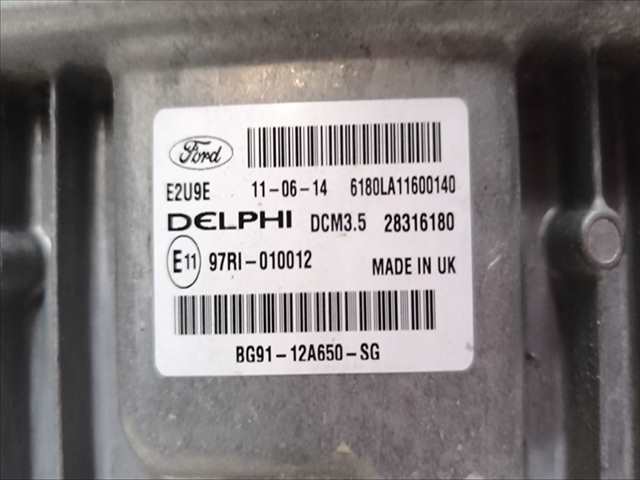 Ford
E2U9E 11-06-14 6180LA11600140
DELPHI DCM3.5 28316180
E11 97RI-010012 MADE IN UK
BG91-12A650-SG